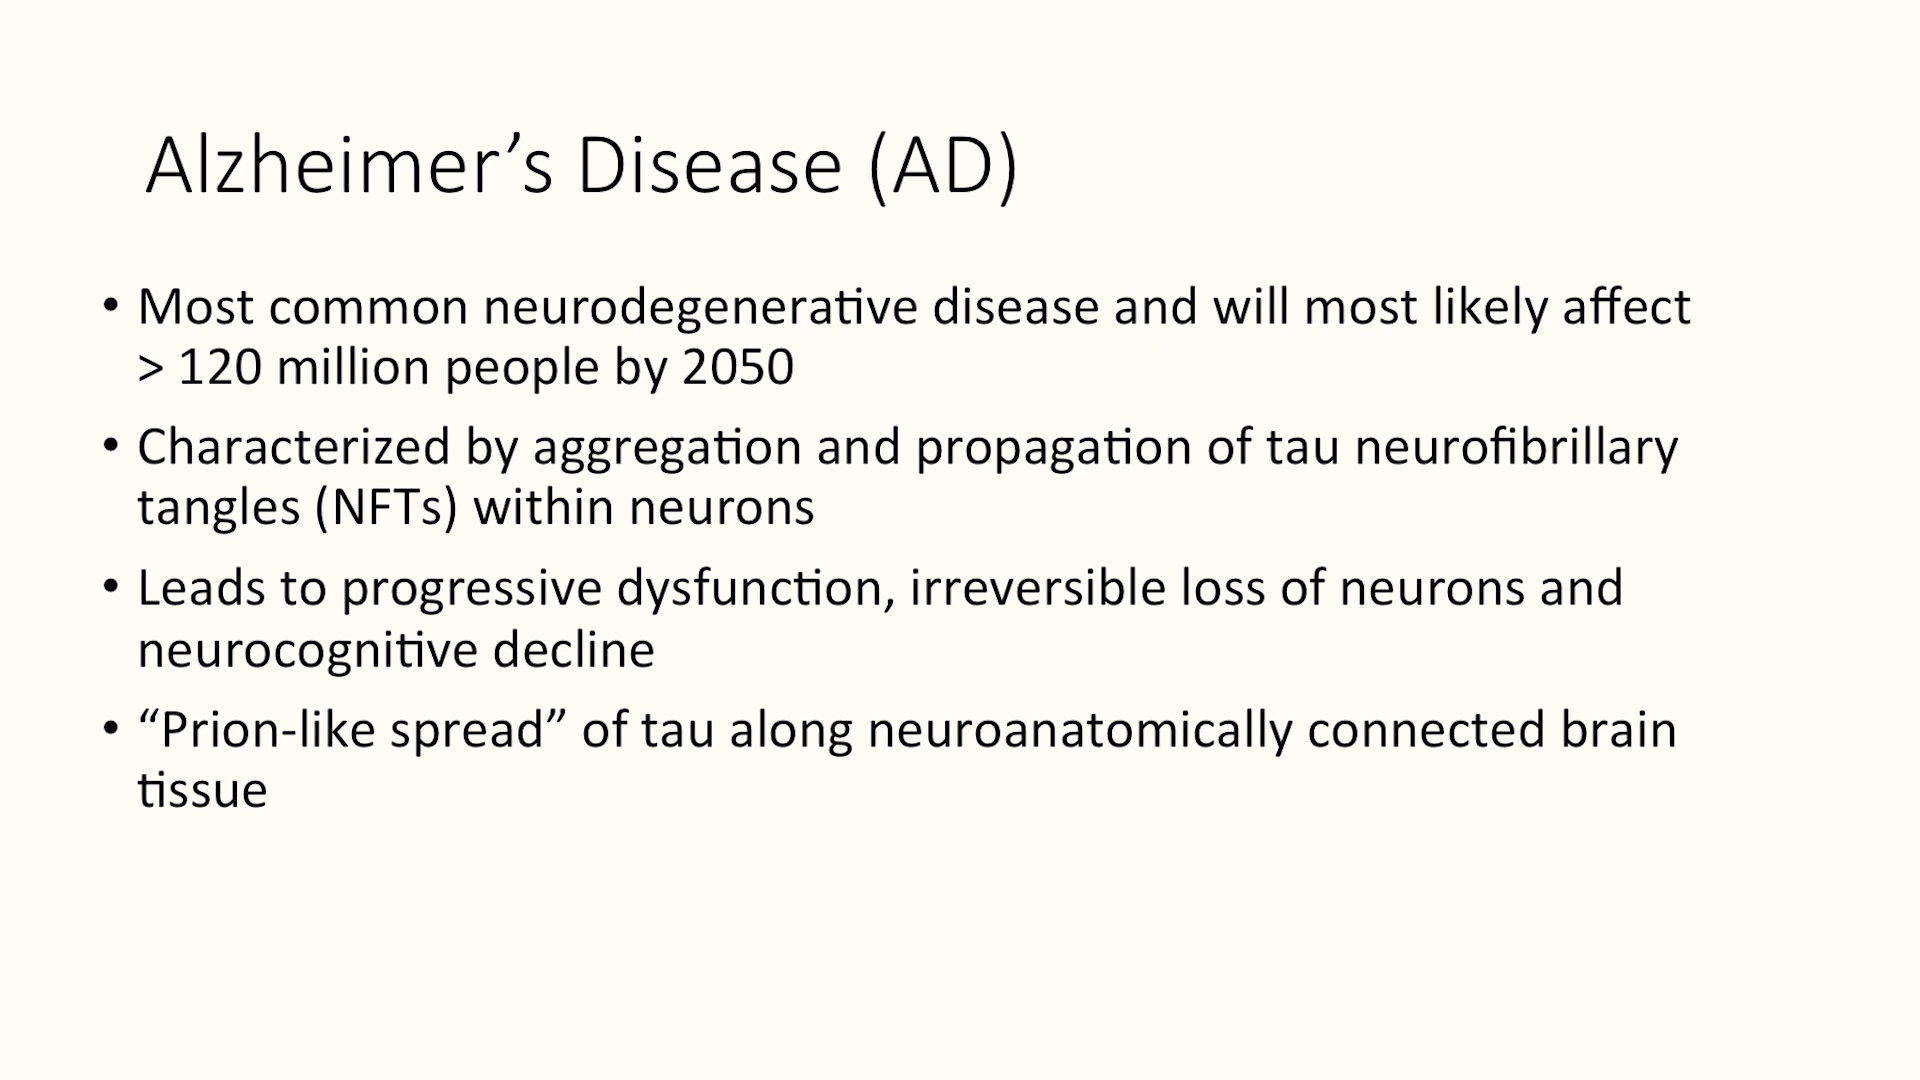 Alzheimer’s Disease (AD)
• Most common neurodegenerative disease and will most likely affect
> 120 million people by 2050
• Characterized by aggregation and propagation of tau neurofibrillary
tangles (NFTs) within neurons
• Leads to progressive dysfunction, irreversible loss of neurons and
neurocognitive decline
• “Prion-like spread” of tau along neuroanatomically connected brain
tissue